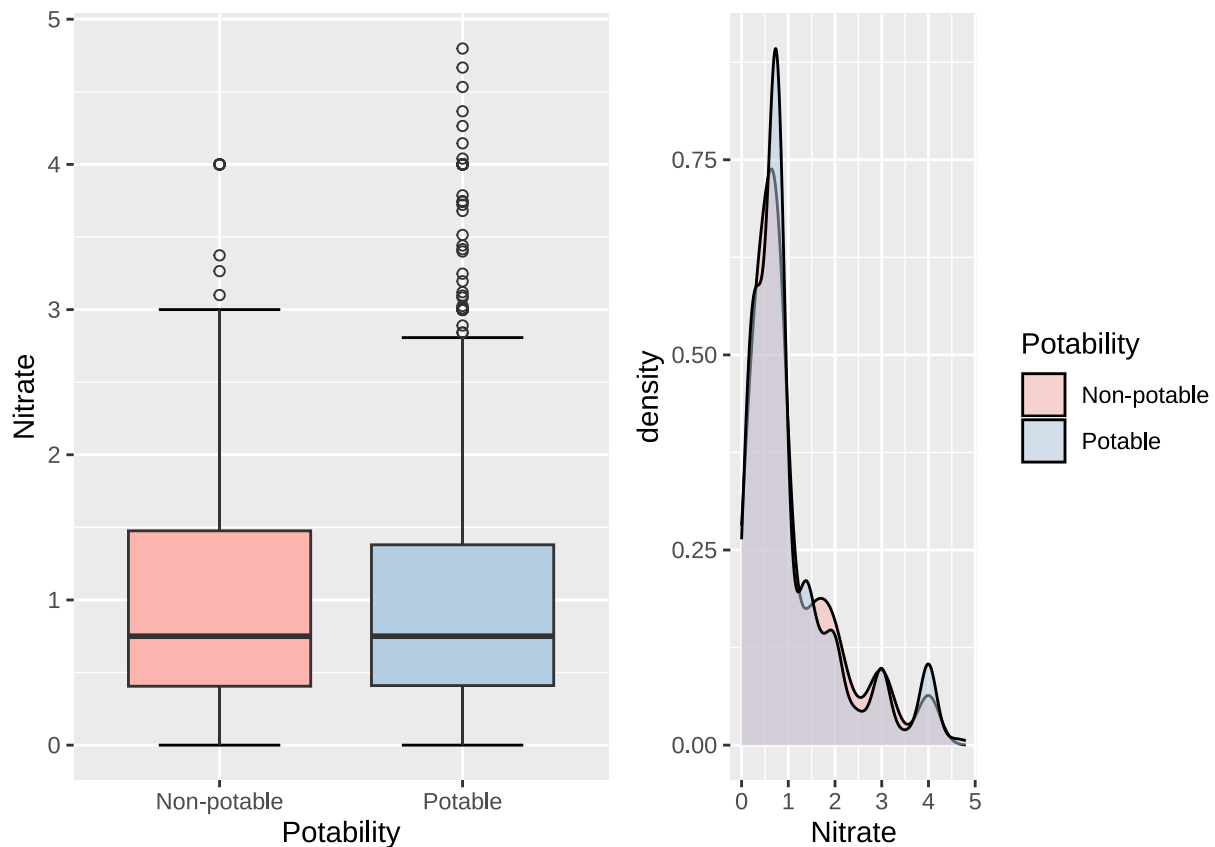 5
4
3
2
1
0
Nitrate
Non-potable
Potable
Potability
0.75
0.50
0.25
0.00
density
0 1 2 3 4 5
Nitrate
Potability
Non-potable
Potable